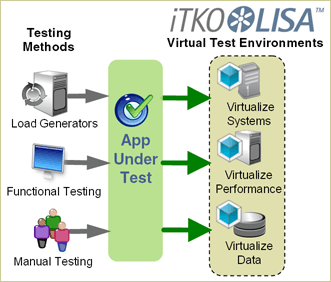 iTKO LISA™
Testing
Methods
Virtual Test Environments
Load Generators
Functional Testing
Manual Testing
App
Under
Test
Virtualize
Systems
Virtualize
Performance
Virtualize
Data